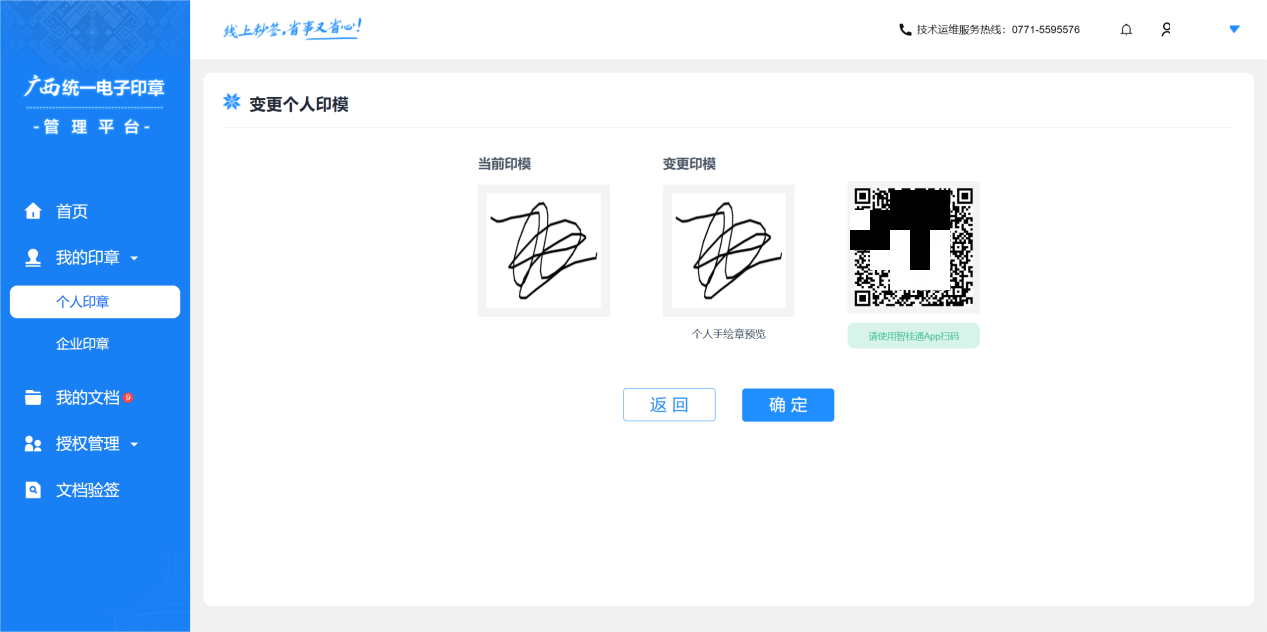 广西统一电子印章
-管理平台-
首页
我的印章
个人印章
企业印章
我的文档 9
授权管理
文档验签
线上秒签,省事又省心!
技术运维服务热线：0771-5595576
变更个人印模
当前印模
变更印模
个人手绘章预览
请使用智桂通App扫码
返回
确定